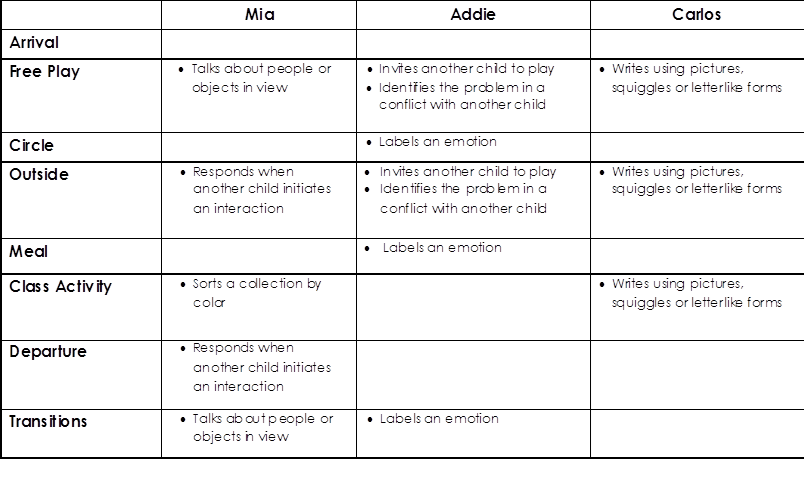 Mia Addie Carlos
Arrival
Free Play
• Talks about people or
objects in view
• Invites another child to play
• Identifies the problem in a
conflict with another child
• Writes using pictures,
squiggles or letterlike forms
Circle
• Labels an emotion
Outside
• Responds when
another child initiates
an interaction
• Invites another child to play
• Identifies the problem in a
conflict with another child
• Writes using pictures,
squiggles or letterlike forms
Meal
• Labels an emotion
Class Activity
• Sorts a collection by
color
• Writes using pictures,
squiggles or letterlike forms
Departure
• Responds when
another child initiates
an interaction
Transitions
• Talks about people or
objects in view
• Labels an emotion